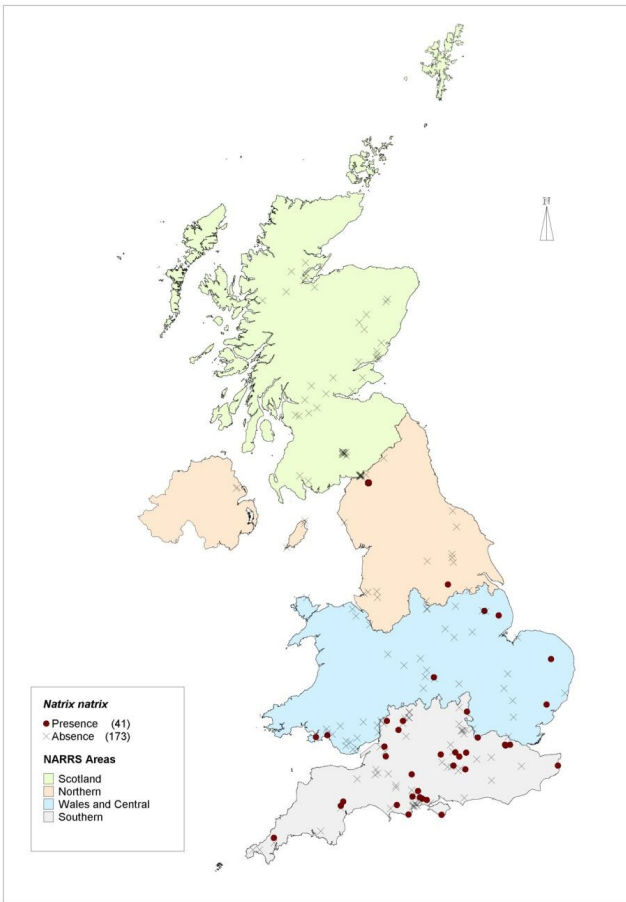 N
Natrix natrix
Presence (41)
Absence (173)
NARRS Areas
Scotland
Northern
Wales and Central
Southern